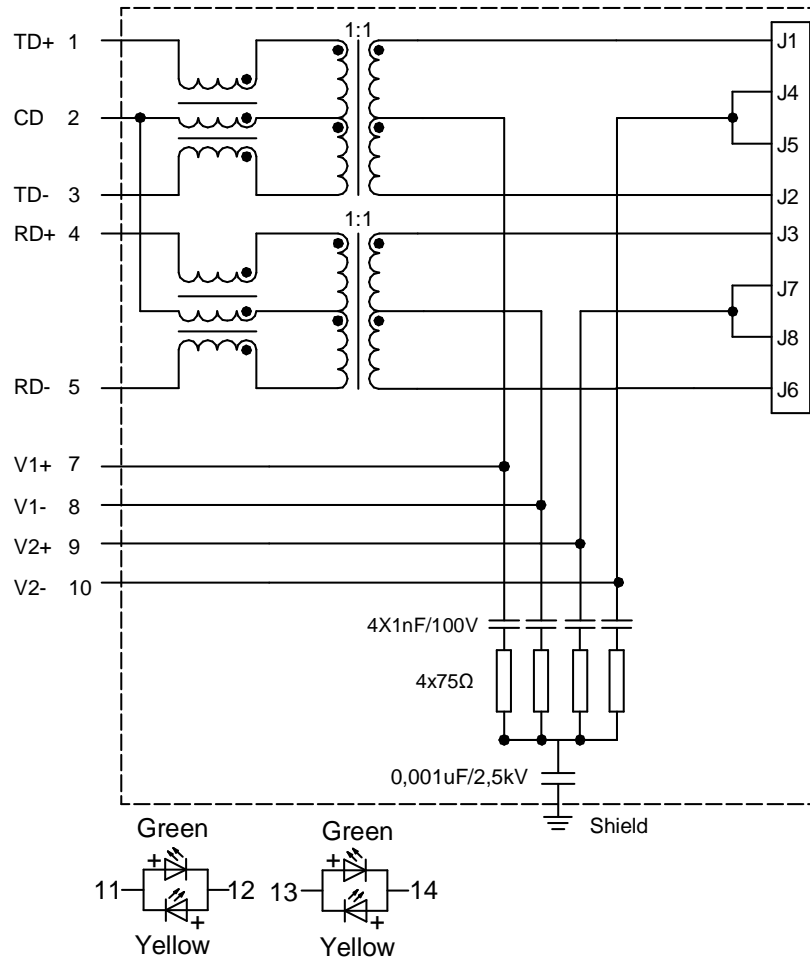 1:1
TD+ 1
J1
J4
CD 2
J5
TD- 3
J2
1:1
RD+ 4
J3
J7
J8
RD- 5
J6
V1+ 7
V1- 8
V2+ 9
V2- 10
4X1nF/100V
4x75Ω
0,001uF/2,5kV
Shield
Green
Green
+
+
11
12
13
14
+
+
Yellow
Yellow